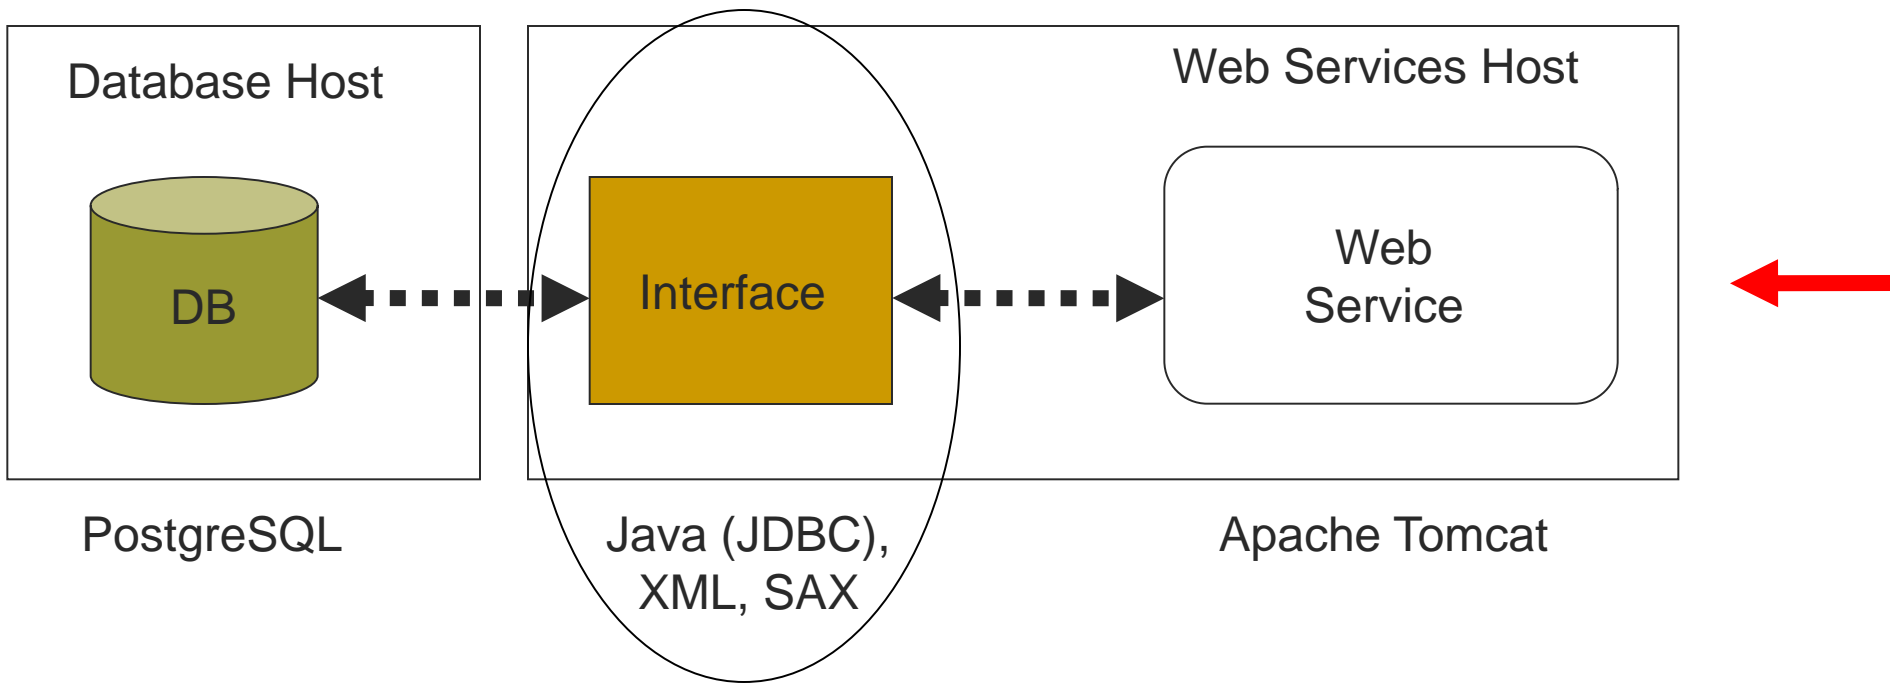 Database Host
Web Services Host
DB
Interface
Web
Service
PostgreSQL
Java (JDBC),
XML, SAX
Apache Tomcat